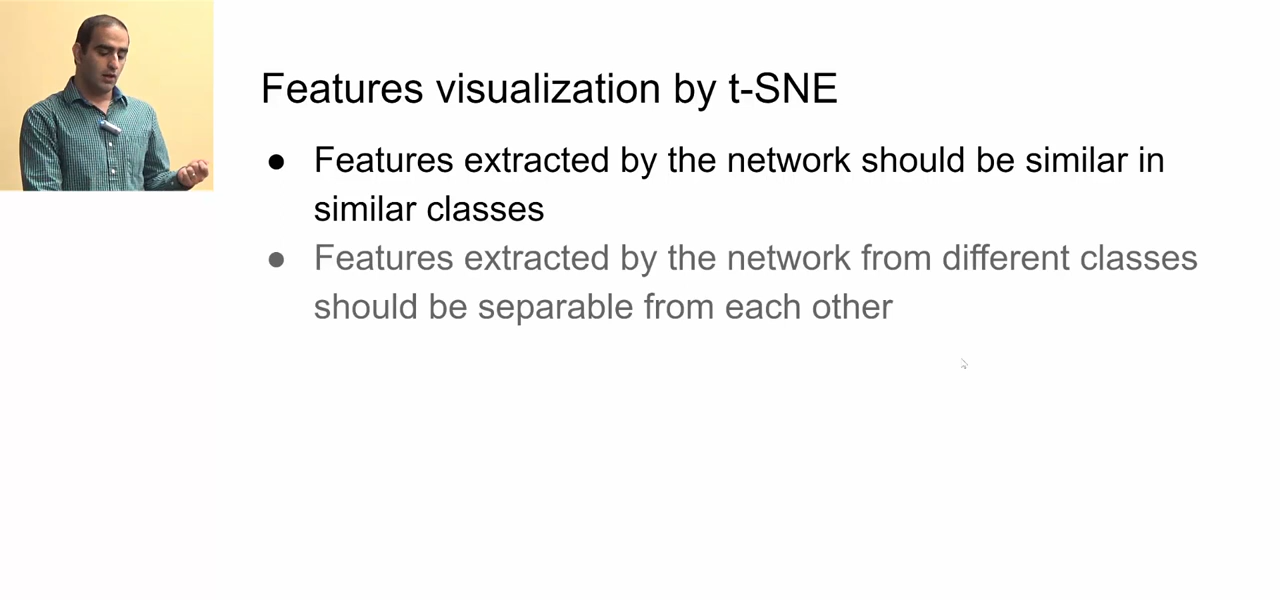 Features visualization by t-SNE
● Features extracted by the network should be similar in
similar classes
● Features extracted by the network from different classes
should be separable from each other